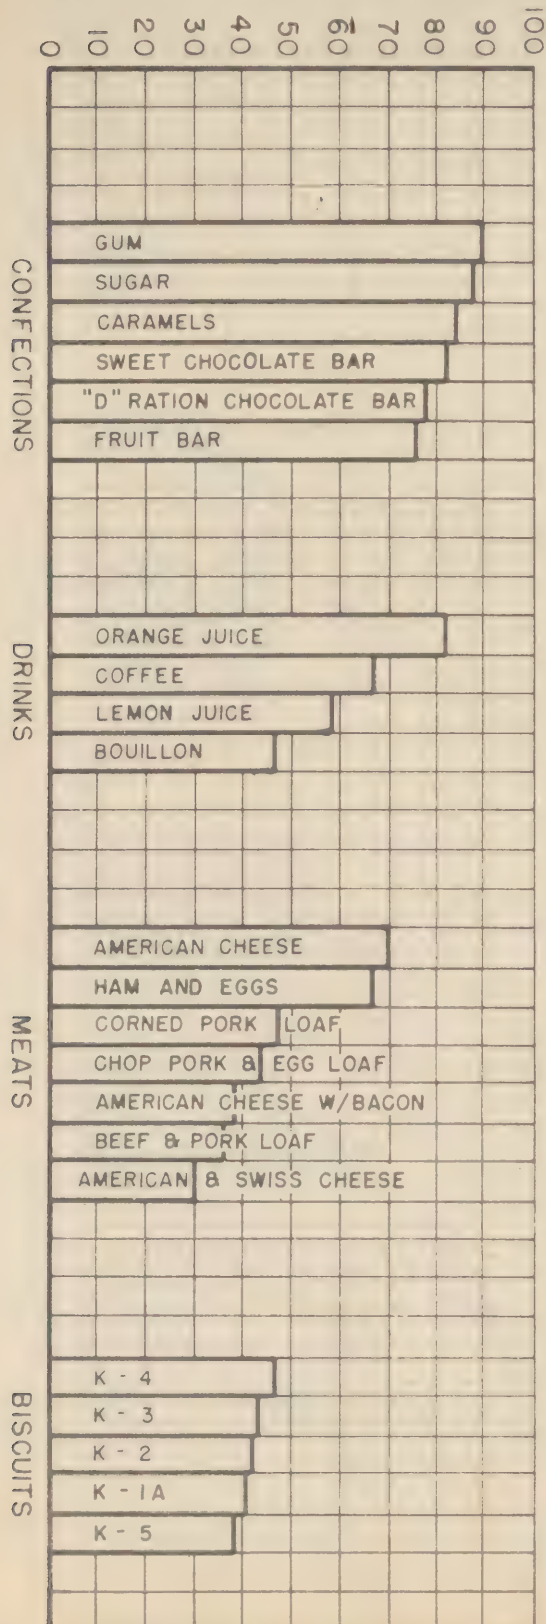 0
10
20
30
40
50
60
70
80
90
100
CONFECTIONS
GUM
SUGAR
CARAMELS
SWEET CHOCOLATE BAR
"D" RATION CHOCOLATE BAR
FRUIT BAR
DRINKS
ORANGE JUICE
COFFEE
LEMON JUICE
BOUILLON
MEATS
AMERICAN CHEESE
HAM AND EGGS
CORNED PORK LOAF
CHOP PORK & EGG LOAF
AMERICAN CHEESE W/BACON
BEEF & PORK LOAF
AMERICAN & SWISS CHEESE
BISCUITS
K - 4
K - 3
K - 2
K - 1A
K - 5